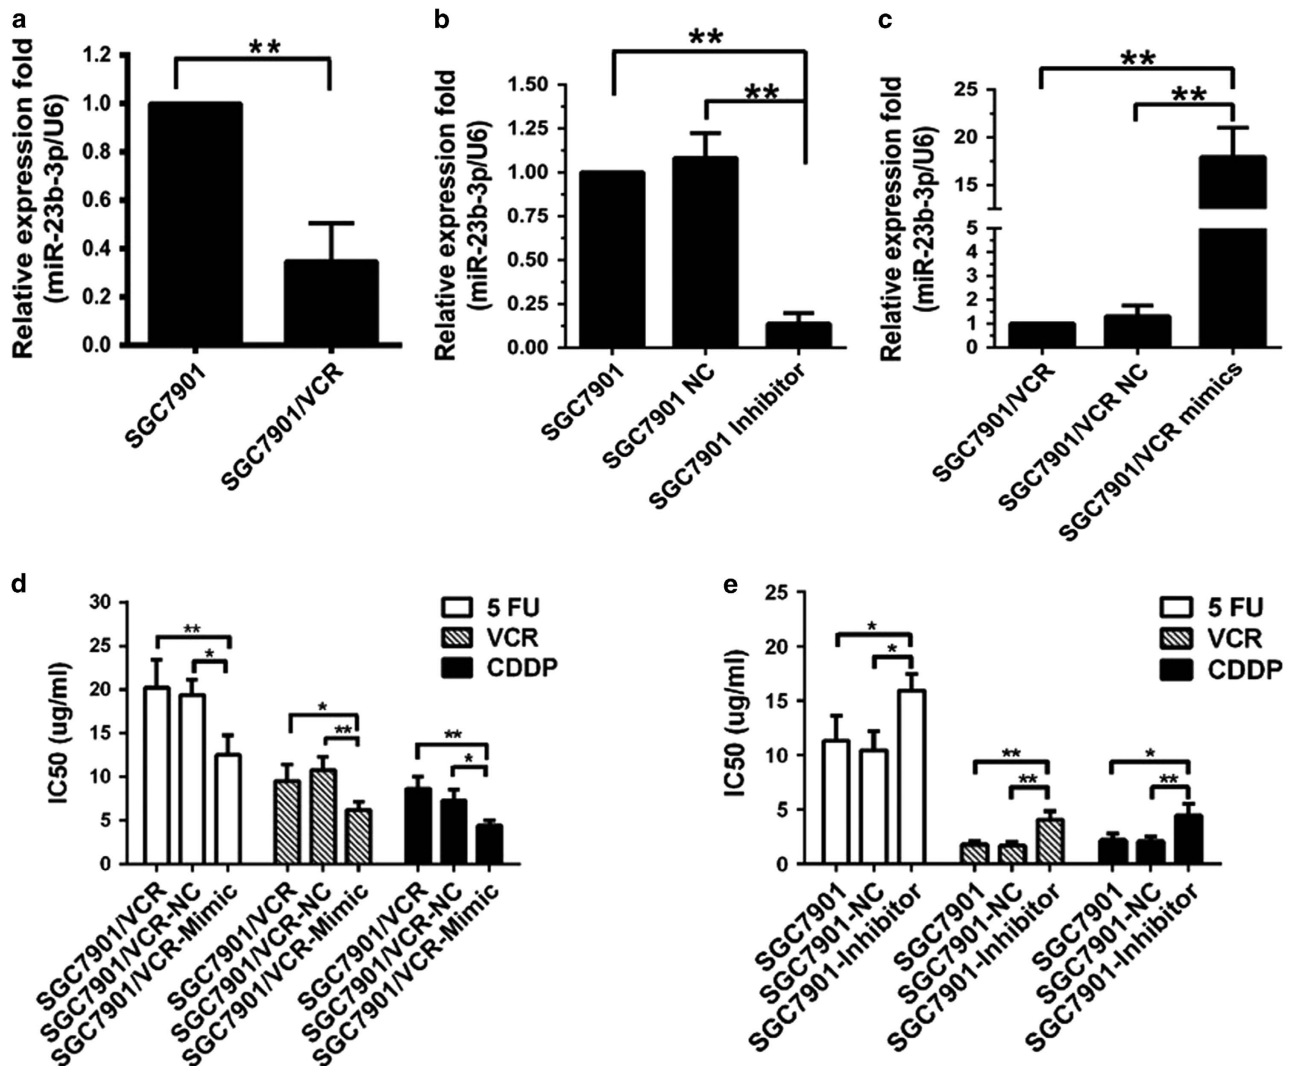 a
Relative expression fold
(miR-23b-3p/U6)
1.2
1.0
0.8
0.6
0.4
0.2
0.0
**
SGC7901
SGC7901/VCR
b
Relative expression fold
(miR-23b-3p/U6)
1.50
1.25
1.00
0.75
0.50
0.25
0.00
**
**
SGC7901
SGC7901 NC
SGC7901 Inhibitor
c
Relative expression fold
(miR-23b-3p/U6)
25
20
15
5
4
3
2
1
0
**
**
SGC7901/VCR
SGC7901/VCR NC
SGC7901/VCR mimics
d
IC50 (ug/ml)
30
25
20
15
10
5
0
**
*
*
**
**
*
5 FU
VCR
CDDP
SGC7901/VCR
SGC7901/VCR-NC
SGC7901/VCR-Mimic
SGC7901/VCR
SGC7901/VCR-NC
SGC7901/VCR-Mimic
SGC7901/VCR
SGC7901/VCR-NC
SGC7901/VCR-Mimic
e
IC50 (ug/ml)
25
20
15
10
5
0
*
*
**
**
*
**
5 FU
VCR
CDDP
SGC7901
SGC7901-NC
SGC7901-Inhibitor
SGC7901
SGC7901-NC
SGC7901-Inhibitor
SGC7901
SGC7901-NC
SGC7901-Inhibitor